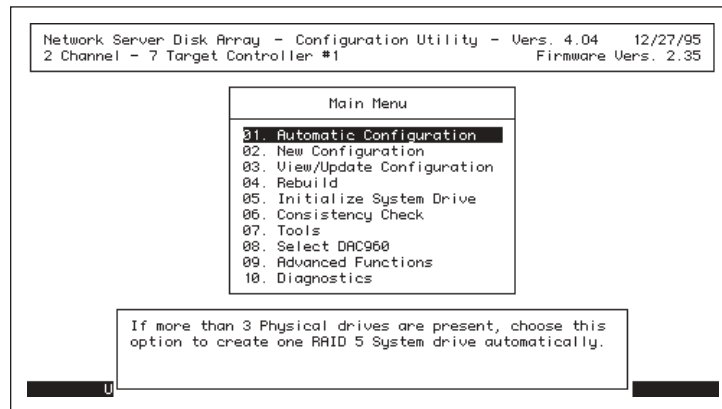 Network Server Disk Array - Configuration Utility - Vers. 4.04 12/27/95
2 Channel - 7 Target Controller #1 Firmware Vers. 2.35
Main Menu
01. Automatic Configuration
02. New Configuration
03. View/Update Configuration
04. Rebuild
05. Initialize System Drive
06. Consistency Check
07. Tools
08. Select DAC960
09. Advanced Functions
10. Diagnostics
If more than 3 Physical drives are present, choose this
option to create one RAID 5 System drive automatically.
U